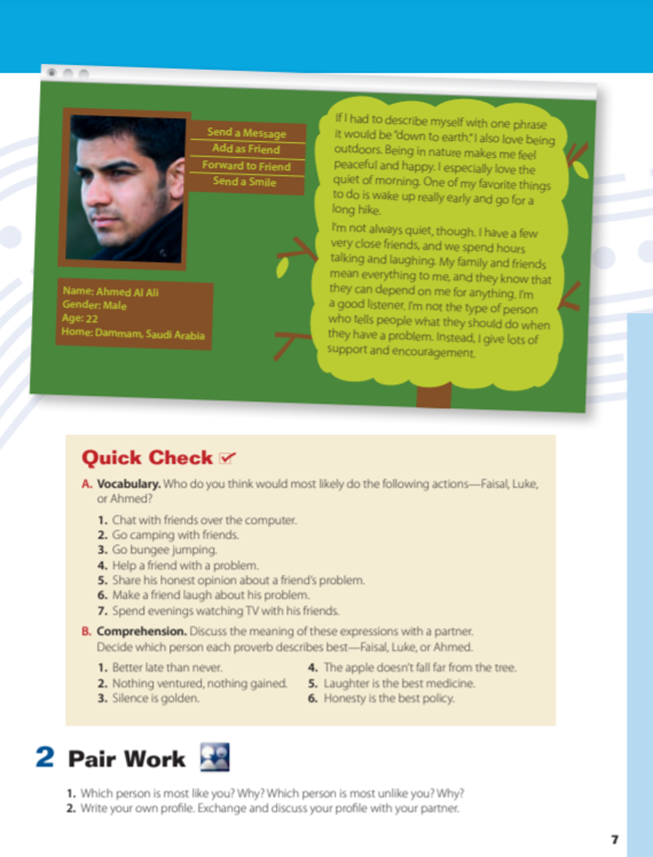 Send a Message
Add as Friend
Forward to Friend
Send a Smile
Name: Ahmed Al Ali
Gender: Male
Age: 22
Home: Dammam, Saudi Arabia
If I had to describe myself with one phrase
it would be "down to earth." I also love being
outdoors. Being in nature makes me feel
peaceful and happy. I especially love the
quiet of morning. One of my favorite things
to do is wake up really early and go for a
long hike.
I'm not always quiet, though. I have a few
very close friends, and we spend hours
talking and laughing. My family and friends
mean everything to me, and they know that
they can depend on me for anything. I'm
a good listener. I'm not the type of person
who tells people what they should do when
they have a problem. Instead, I give lots of
support and encouragement.
Quick Check
A. Vocabulary. Who do you think would most likely do the following actions—Faisal, Luke,
or Ahmed?
1. Chat with friends over the computer.
2. Go camping with friends.
3. Go bungee jumping.
4. Help a friend with a problem.
5. Share his honest opinion about a friend's problem.
6. Make a friend laugh about his problem.
7. Spend evenings watching TV with his friends.
B. Comprehension. Discuss the meaning of these expressions with a partner.
Decide which each proverb describes best—Faisal, Luke, or Ahmed.
1. Better late than never.
2. Nothing ventured, nothing gained.
3. Silence is golden.
4. The apple doesn't fall far from the tree.
5. Laughter is the best medicine.
6. Honesty is the best policy.
2 Pair Work
1. Which person is most like you? Why? Which person is most unlike you? Why?
2. Write your own profile. Exchange and discuss your profile with your partner.
7